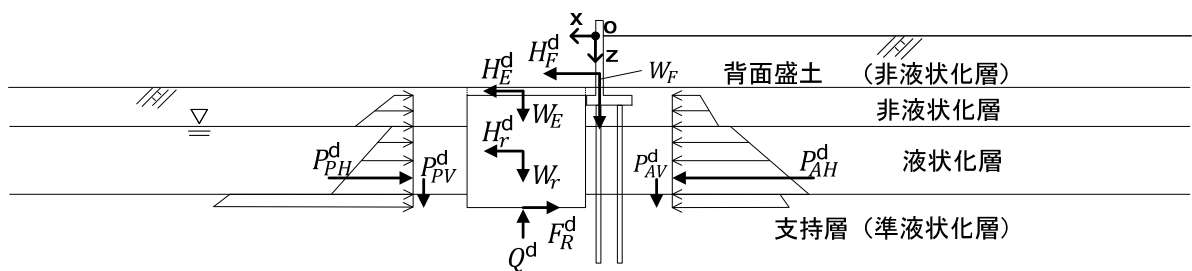 x
O
z
H_F^d
W_F
背面盛土 (非液状化層)
H_E^d
W_E
非液状化層
H_r^d
W_r
液状化層
P_PH^d
P_PV^d
P_AV^d
P_AH^d
F_R^d
Q^d
支持層 (準液状化層)